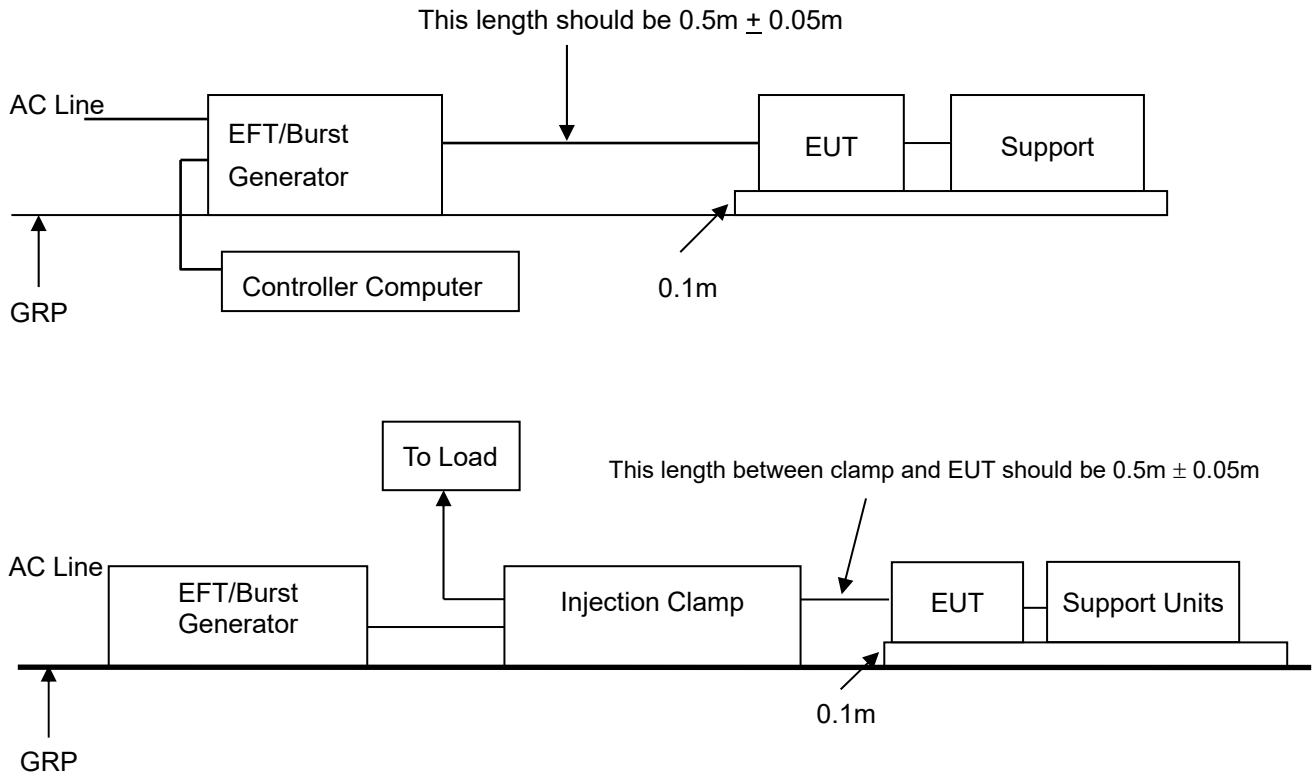 This length should be 0.5m ± 0.05m
AC Line
EFT/Burst
Generator
EUT
Support
Controller Computer
0.1m
GRP
To Load
This length between clamp and EUT should be 0.5m ± 0.05m
AC Line
EFT/Burst
Generator
Injection Clamp
EUT
Support Units
0.1m
GRP